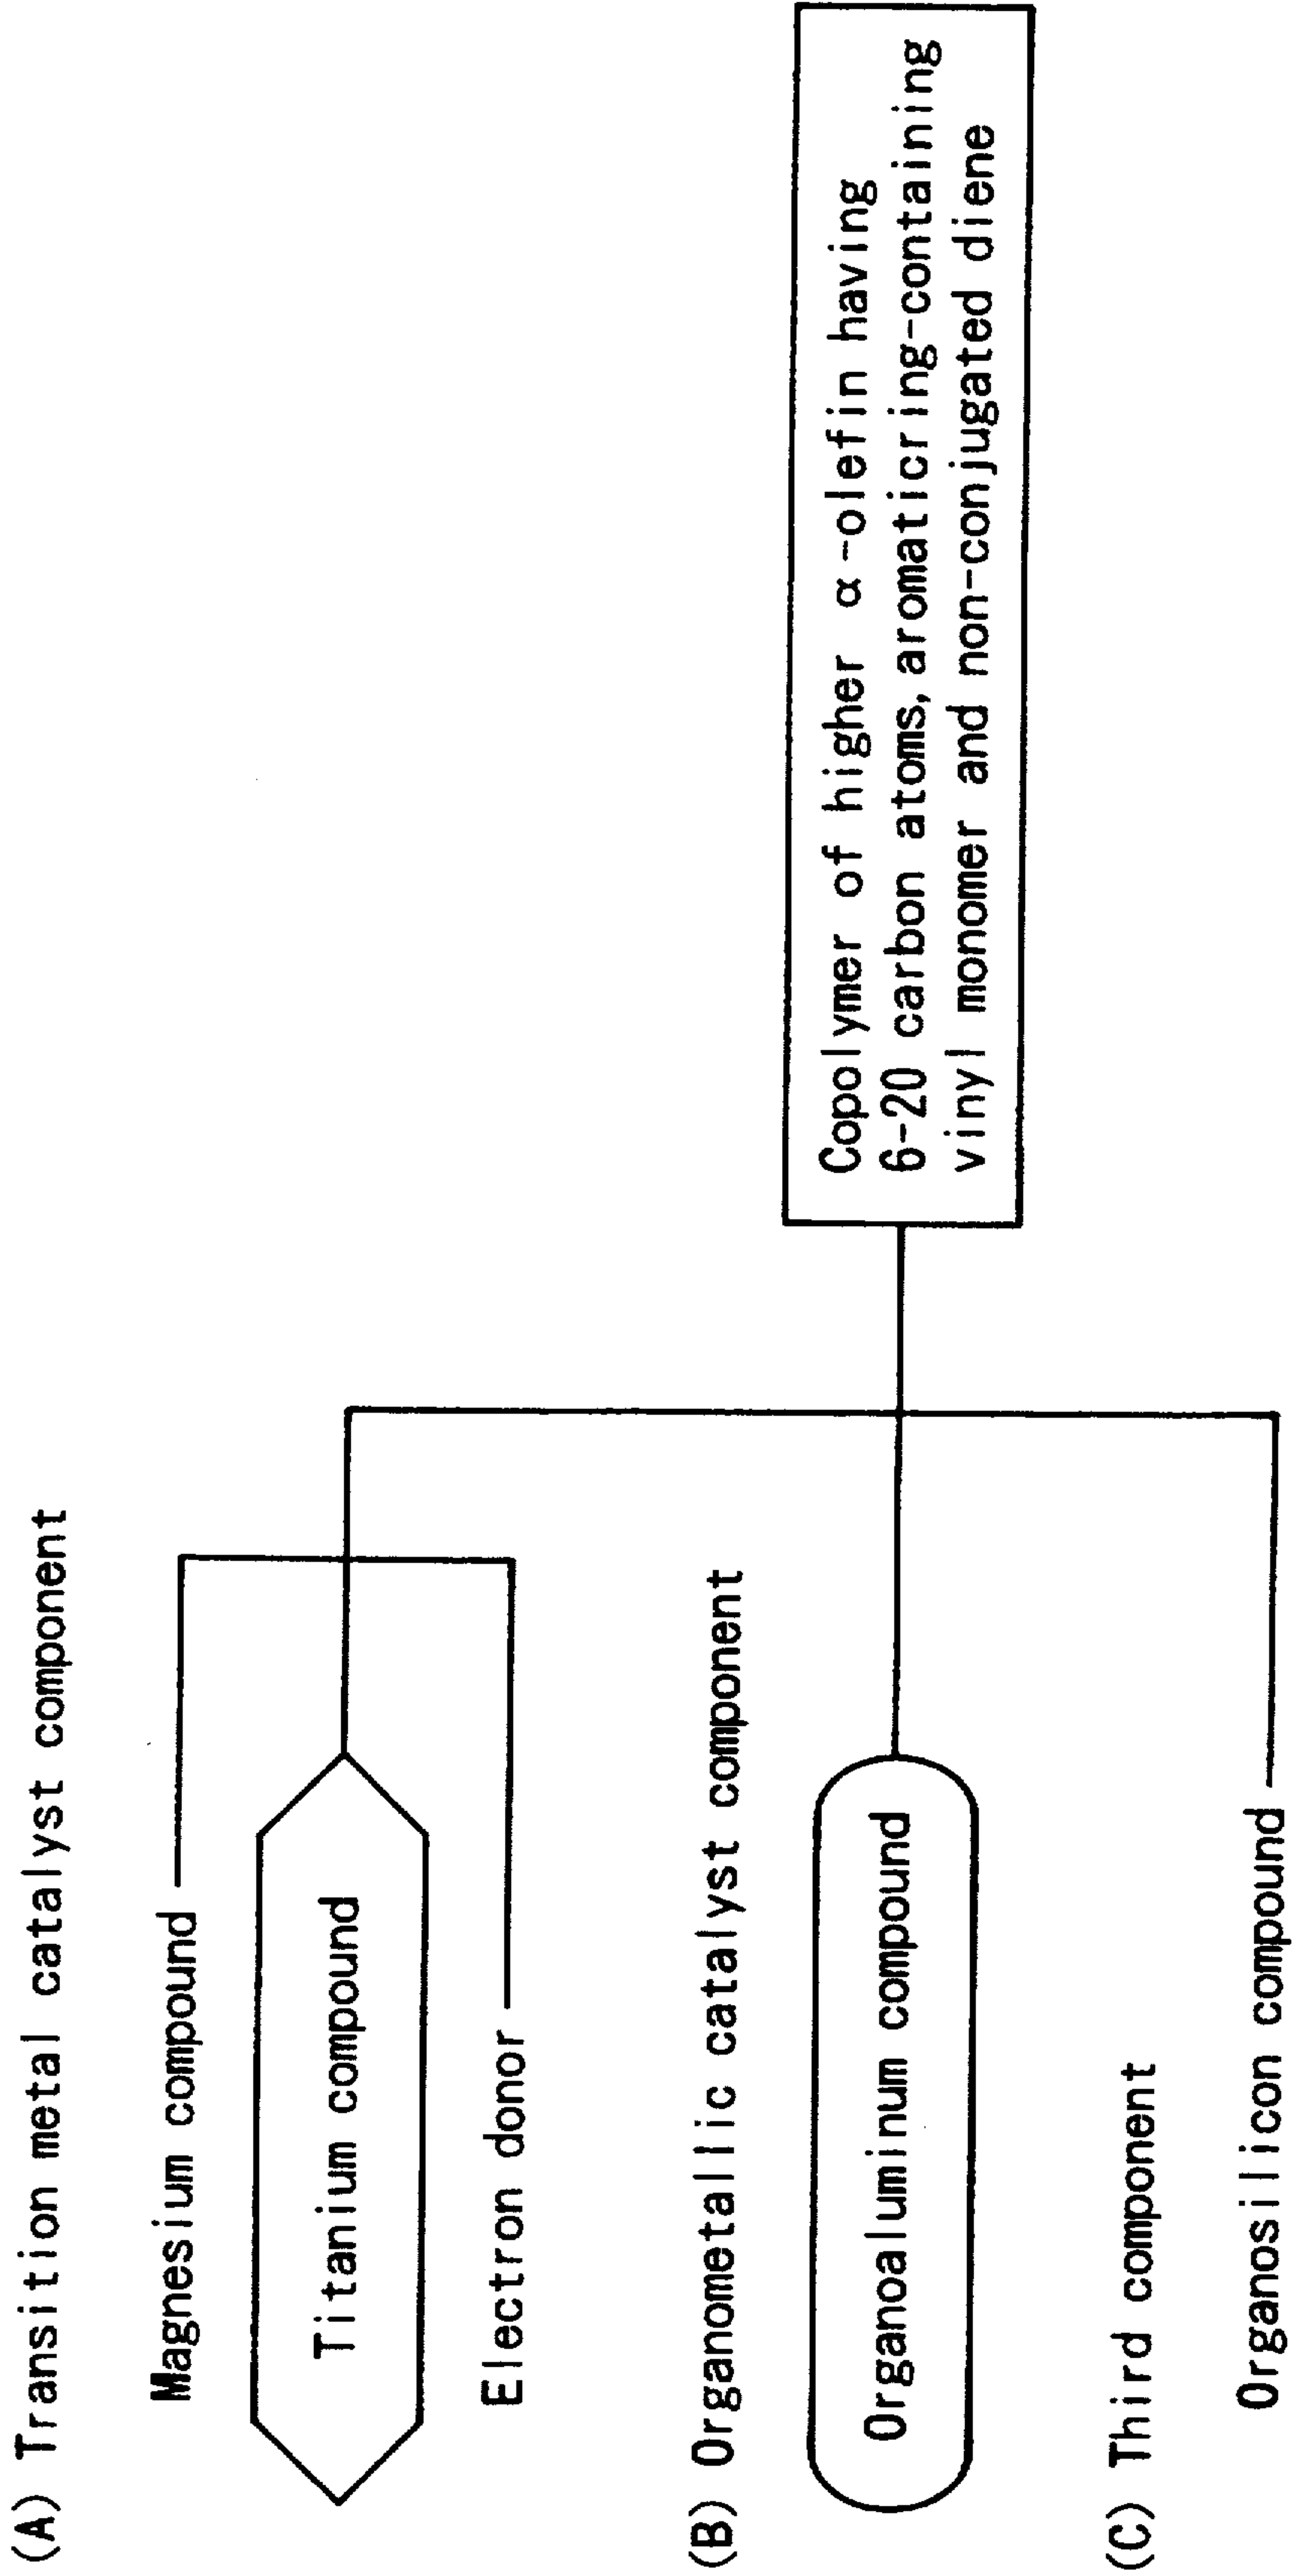 (A) Transition metal catalyst component
Magnesium compound
Titanium compound
Electron donor
(B) Organometallic catalyst component
Organoaluminum compound
(C) Third component
Organosilicon compound
Copolymer of higher α-olefin having
6-20 carbon atoms, aromaticring-containing
vinyl monomer and non-conjugated diene